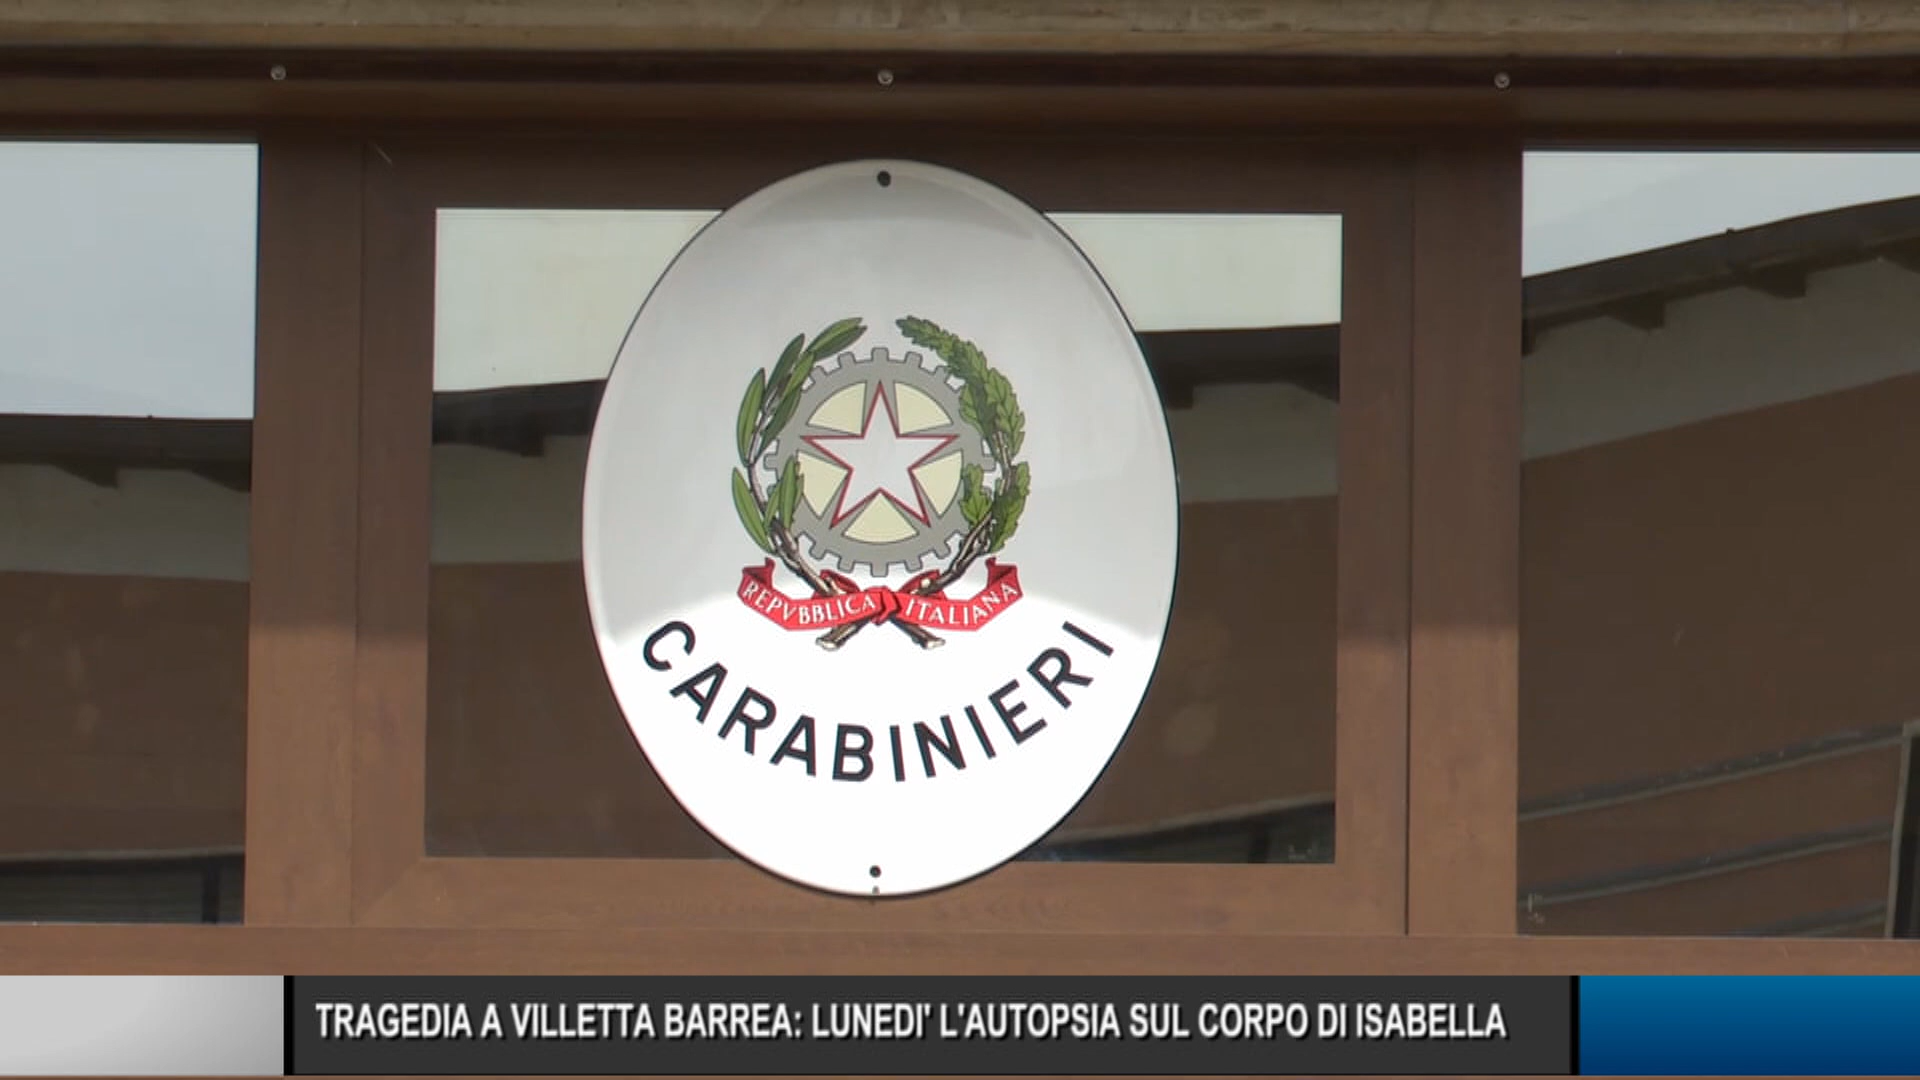 REPVBBLICA ITALIANA
CARABINIERI
TRAGEDIA A VILLETTA BARREA: LUNEDI' L'AUTOPSIA SUL CORPO DI ISABELLA